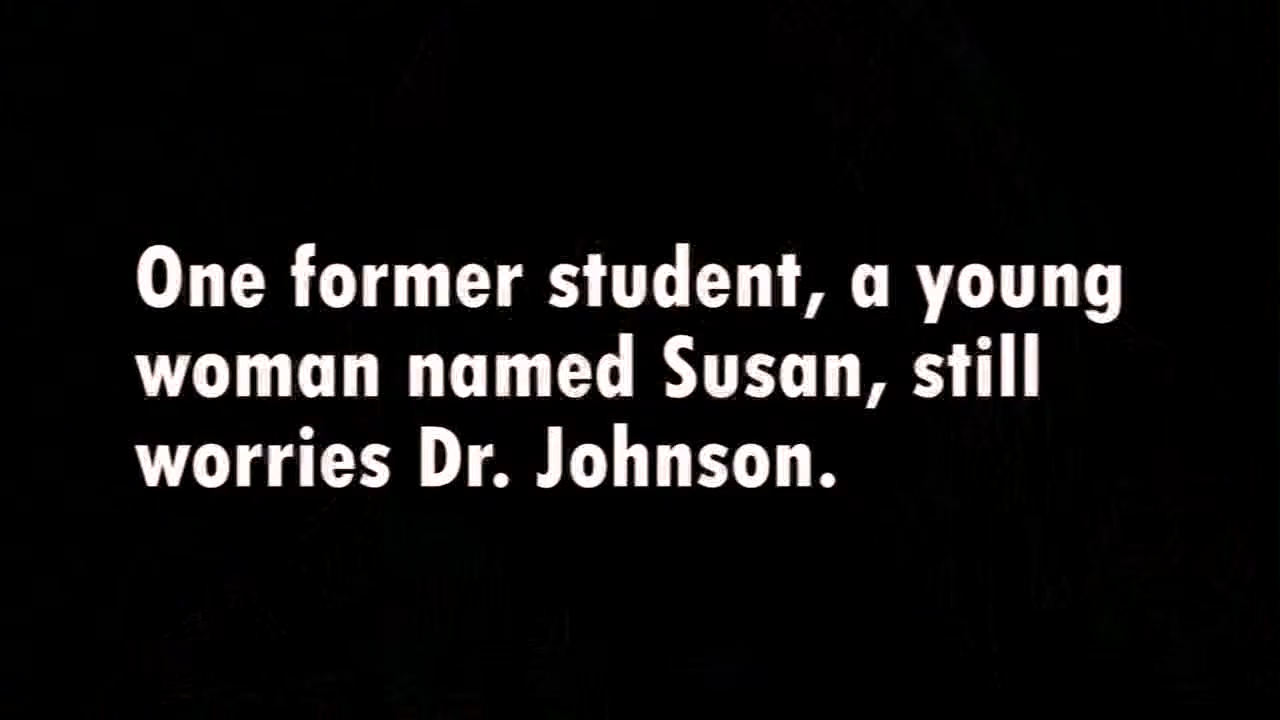 One former student, a young
woman named Susan, still
worries Dr. Johnson.